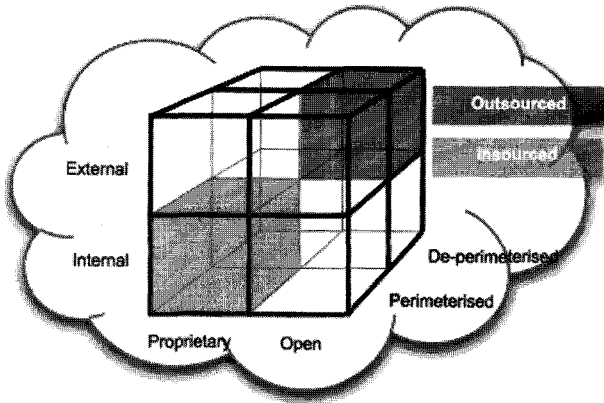 Outsourced
Insourced
External
Internal
De-perimeterised
Perimeterised
Proprietary
Open